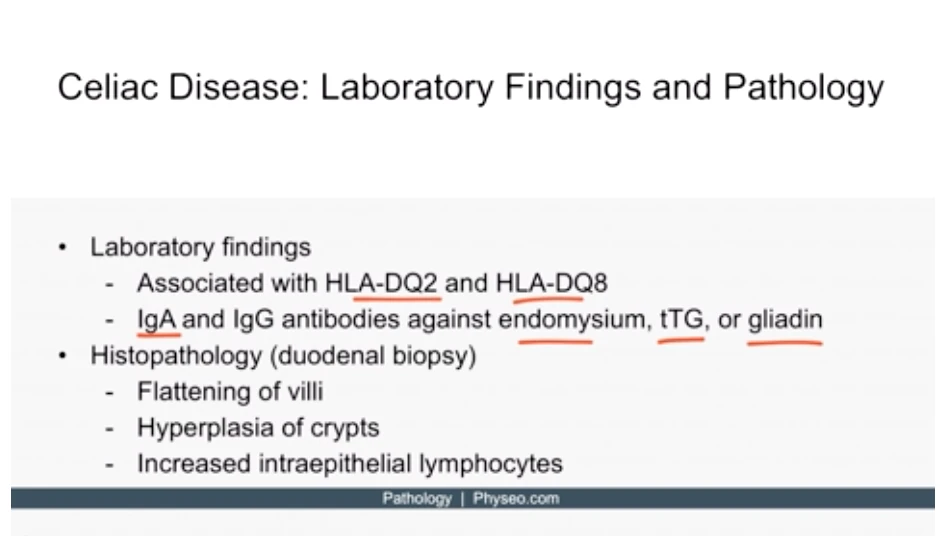 Celiac Disease: Laboratory Findings and Pathology
• Laboratory findings
- Associated with HLA-DQ2 and HLA-DQ8
- IgA and IgG antibodies against endomysium, tTG, or gliadin
• Histopathology (duodenal biopsy)
- Flattening of villi
- Hyperplasia of crypts
- Increased intraepithelial lymphocytes
Pathology | Physeo.com